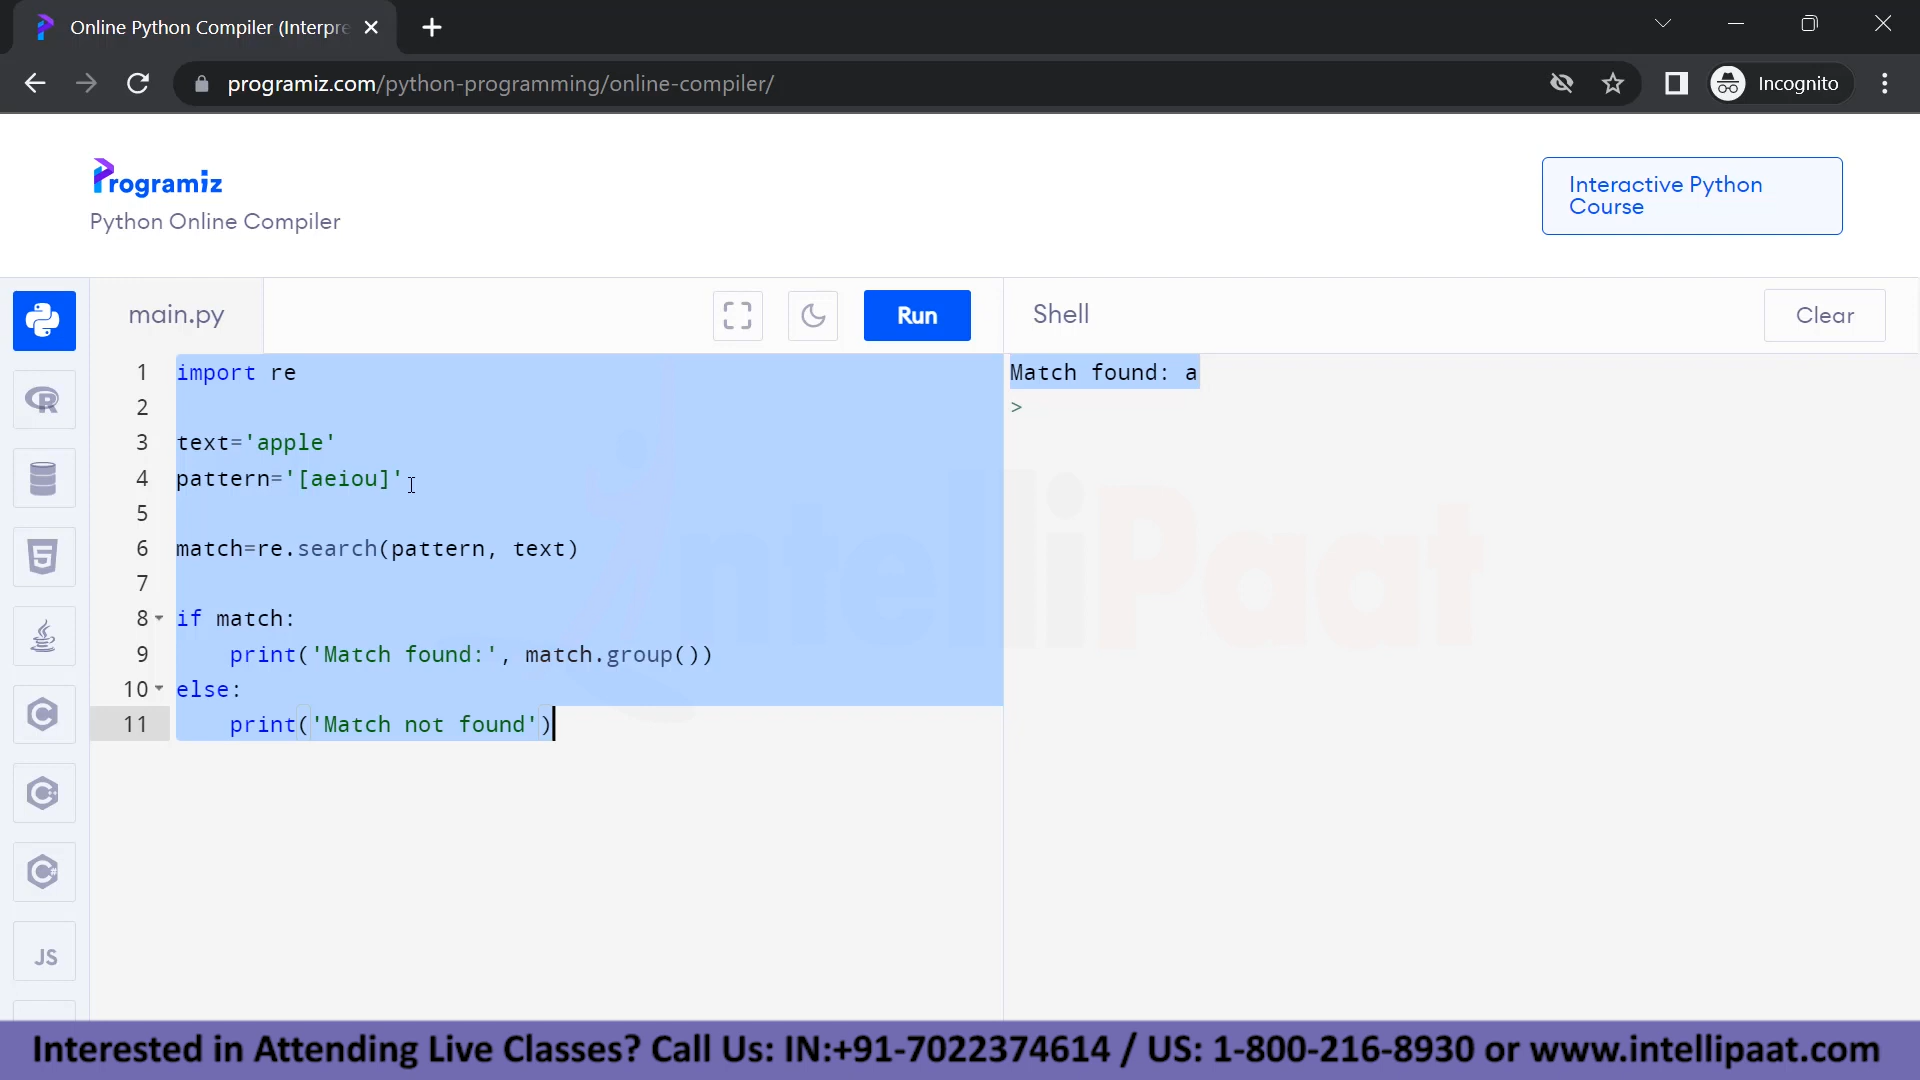 Online Python Compiler (Interpre
programiz.com/python-programming/online-compiler/
Incognito
Programiz
Python Online Compiler
Interactive Python
Course
main.py
Run
Shell
Clear
1 import re
2
3 text='apple'
4 pattern='[aeiou]'
5
6 match=re.search(pattern, text)
7
8 if match:
9     print('Match found:', match.group())
10 else:
11     print('Match not found')
Match found: a
>
R
5
C
C
C#
JS
IntelliPaat
Interested in Attending Live Classes? Call Us: IN:+91-7022374614 / US: 1-800-216-8930 or www.intellipaat.com